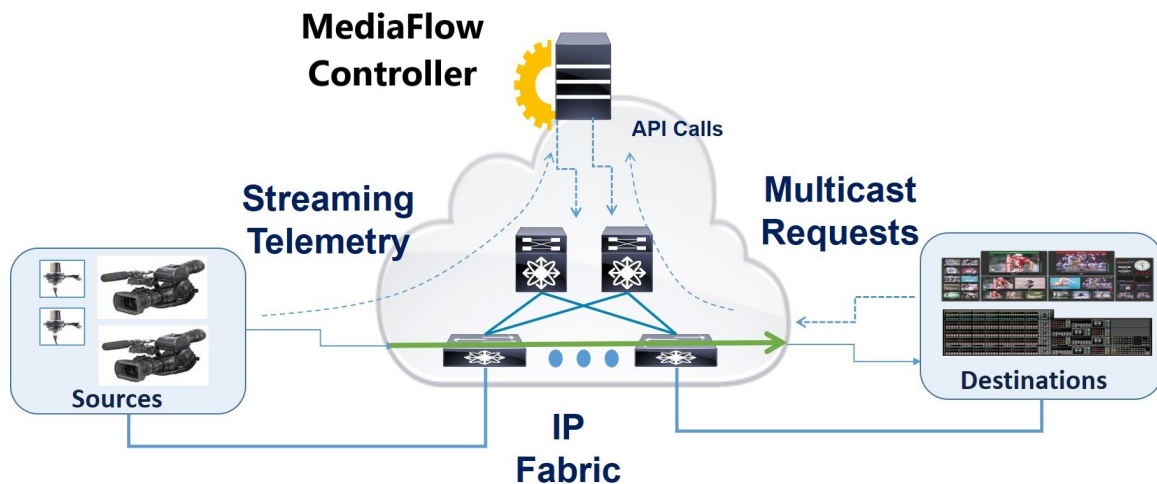 MediaFlow
Controller
API Calls
Streaming
Telemetry
Multicast
Requests
Sources
Destinations
IP
Fabric